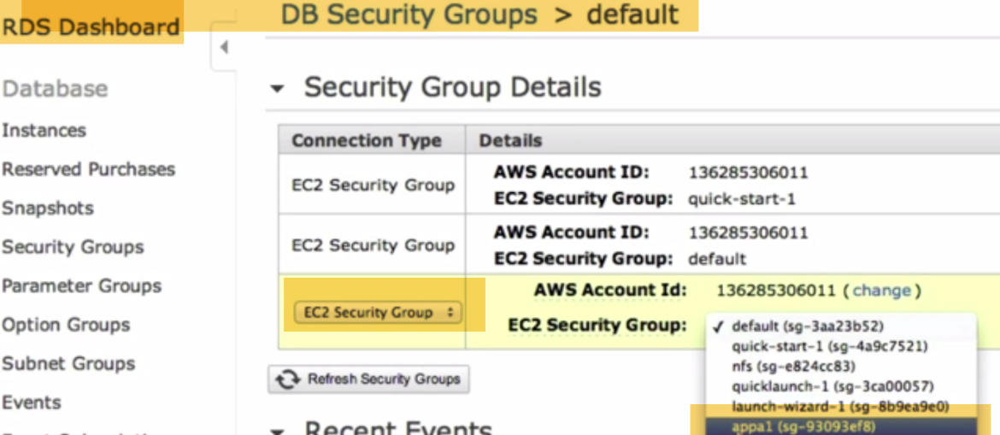 DB Security Groups > default
RDS Dashboard
Database
Instances
Reserved Purchases
Snapshots
Security Groups
Parameter Groups
Option Groups
Subnet Groups
Events
Security Group Details
Connection Type Details
EC2 Security Group
AWS Account ID: 136285306011
EC2 Security Group: quick-start-1
EC2 Security Group
AWS Account ID: 136285306011
EC2 Security Group: default
EC2 Security Group
AWS Account Id: 136285306011 ( change )
EC2 Security Group:
✓ default (sg-3aa23b52)
quick-start-1 (sg-4a9c7521)
nfs (sg-e824cc83)
quicklaunch-1 (sg-3ca00057)
launch-wizard-1 (sg-8b9ea9e0)
appa1 (sg-93093ef8)
Refresh Security Groups
Recent Events